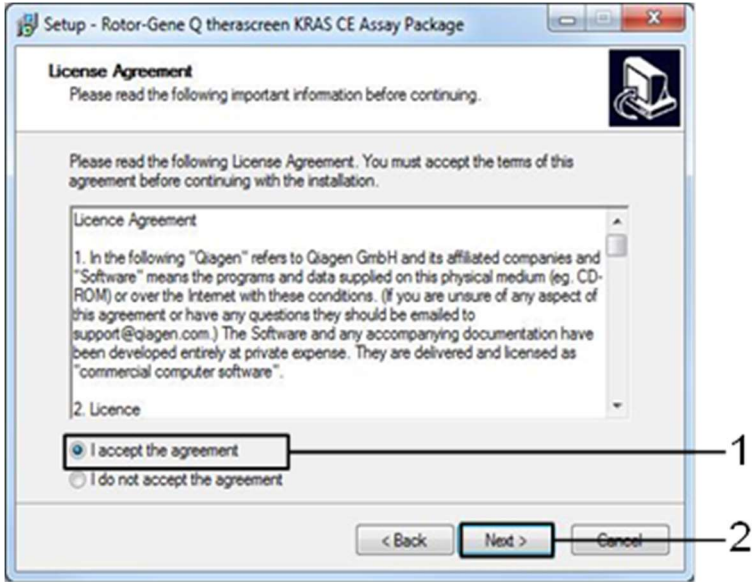 Setup - Rotor-Gene Q therascreen KRAS CE Assay Package
License Agreement
Please read the following important information before continuing.
Please read the following License Agreement. You must accept the terms of this
agreement before continuing with the installation.
Licence Agreement
1. In the following "Qiagen" refers to Qiagen GmbH and its affiliated companies and
"Software" means the programs and data supplied on this physical medium (eg. CD-
ROM) or over the Internet with these conditions. (If you are unsure of any aspect of
this agreement or have any questions they should be emailed to
support@qiagen.com.) The Software and any accompanying documentation have
been developed entirely at private expense. They are delivered and licensed as
"commercial computer software".
2. Licence
I accept the agreement
1
I do not accept the agreement
< Back Next > Cancel
2